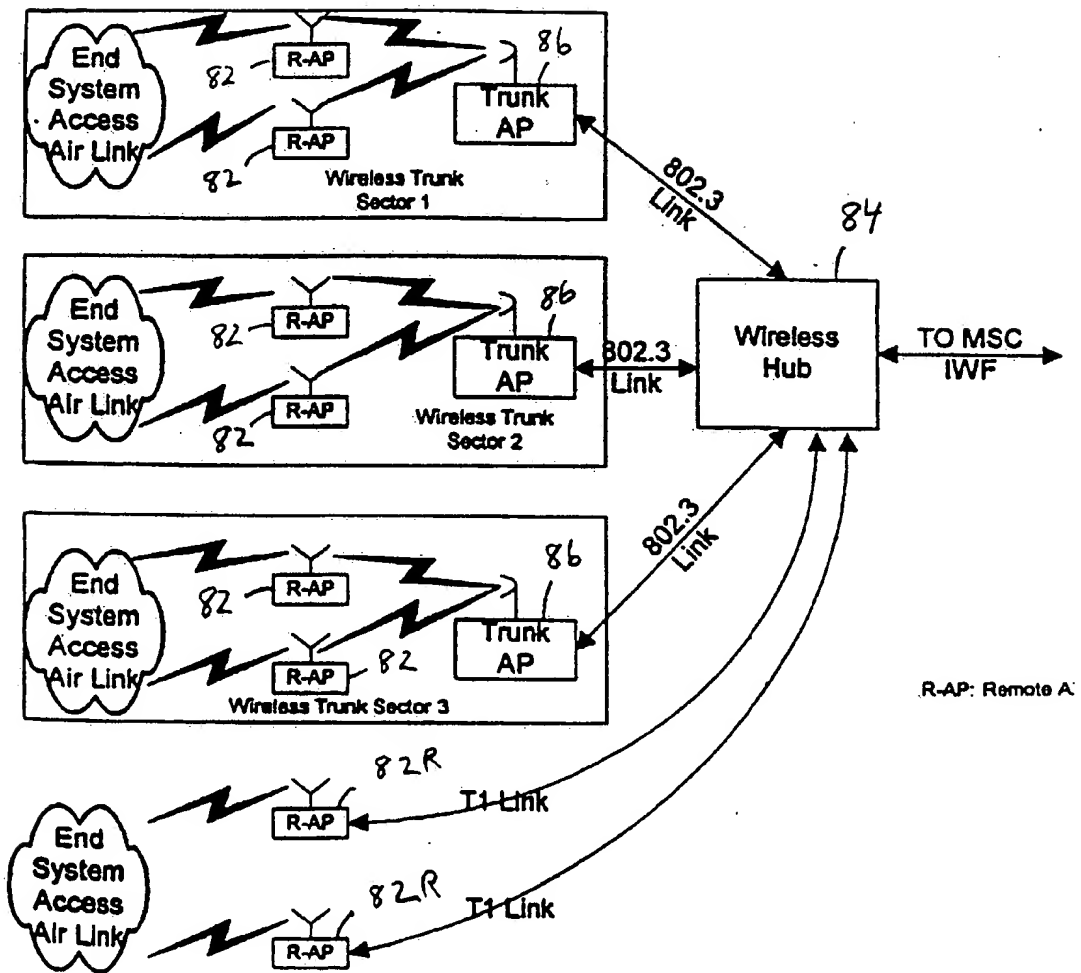 End
System
Access
Air Link
R-AP
82
R-AP
82
86
Trunk
AP
Wireless Trunk
Sector 1
802.3
Link
End
System
Access
Air Link
R-AP
82
R-AP
82
86
Trunk
AP
Wireless Trunk
Sector 2
802.3
Link
84
Wireless
Hub
TO MSC
IWF
End
System
Access
Air Link
R-AP
82
R-AP
82
86
Trunk
AP
Wireless Trunk Sector 3
802.3
Link
R-AP: Remote A
End
System
Access
Air Link
R-AP
82R
T1 Link
R-AP
82R
T1 Link